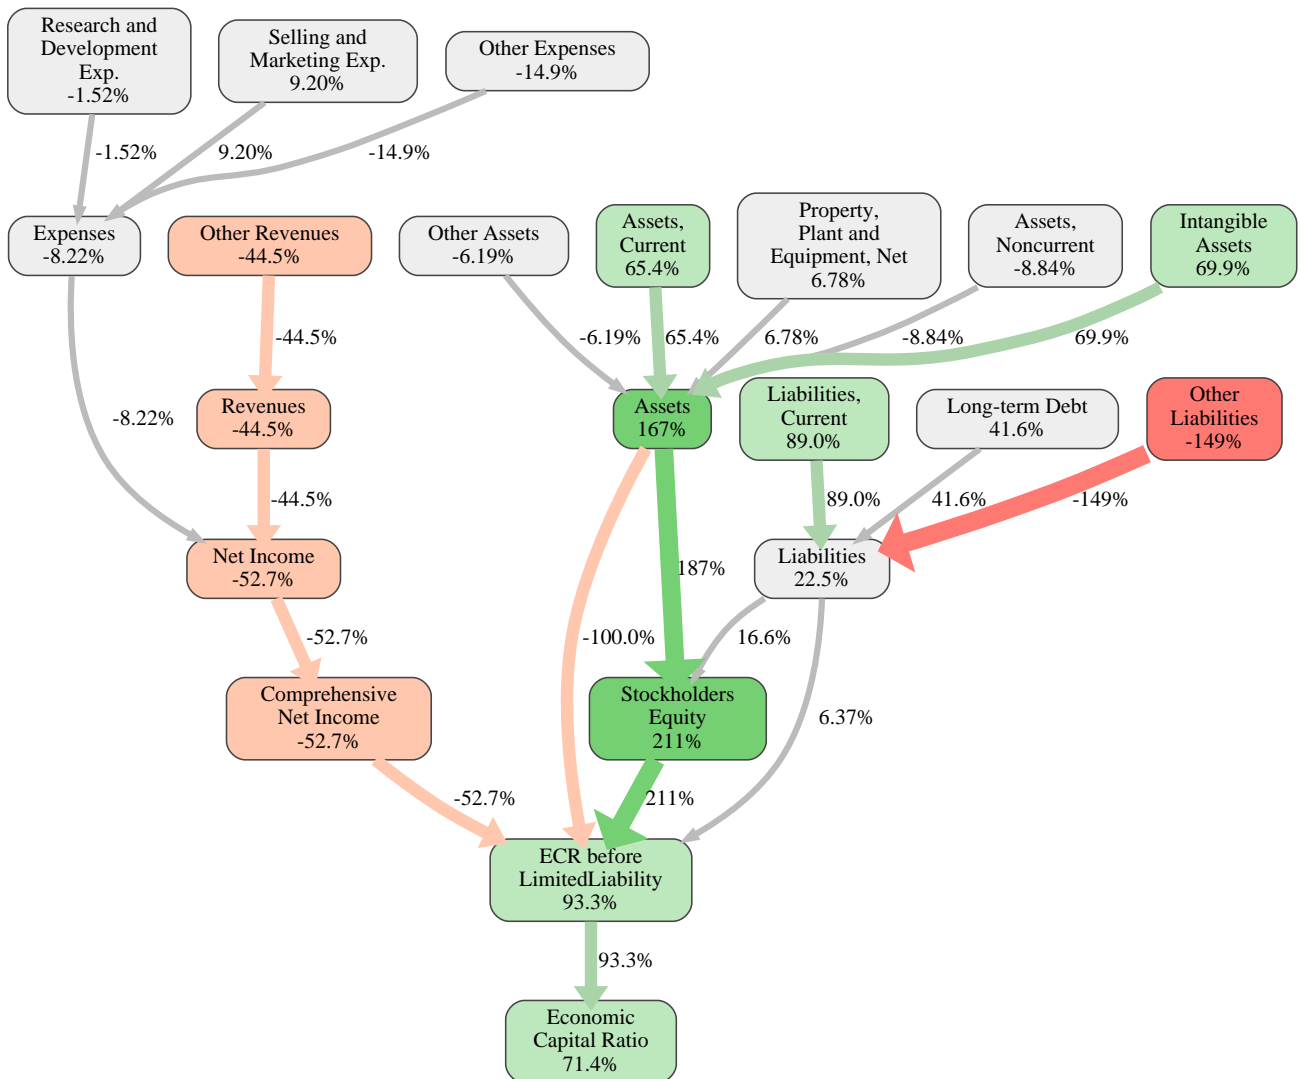 Research and
Development
Exp.
-1.52%
Selling and
Marketing Exp.
9.20%
Other Expenses
-14.9%
-1.52%
9.20%
-14.9%
Expenses
-8.22%
Other Revenues
-44.5%
Other Assets
-6.19%
Assets,
Current
65.4%
Property,
Plant and
Equipment, Net
6.78%
Assets,
Noncurrent
-8.84%
Intangible
Assets
69.9%
-44.5%
-6.19%
65.4%
6.78%
-8.84%
69.9%
Revenues
-44.5%
Assets
167%
Liabilities,
Current
89.0%
Long-term Debt
41.6%
Other
Liabilities
-149%
-8.22%
-44.5%
187%
89.0%
41.6%
-149%
Net Income
-52.7%
Liabilities
22.5%
-52.7%
-100.0%
16.6%
6.37%
Comprehensive
Net Income
-52.7%
Stockholders
Equity
211%
-52.7%
211%
ECR before
LimitedLiability
93.3%
93.3%
Economic
Capital Ratio
71.4%